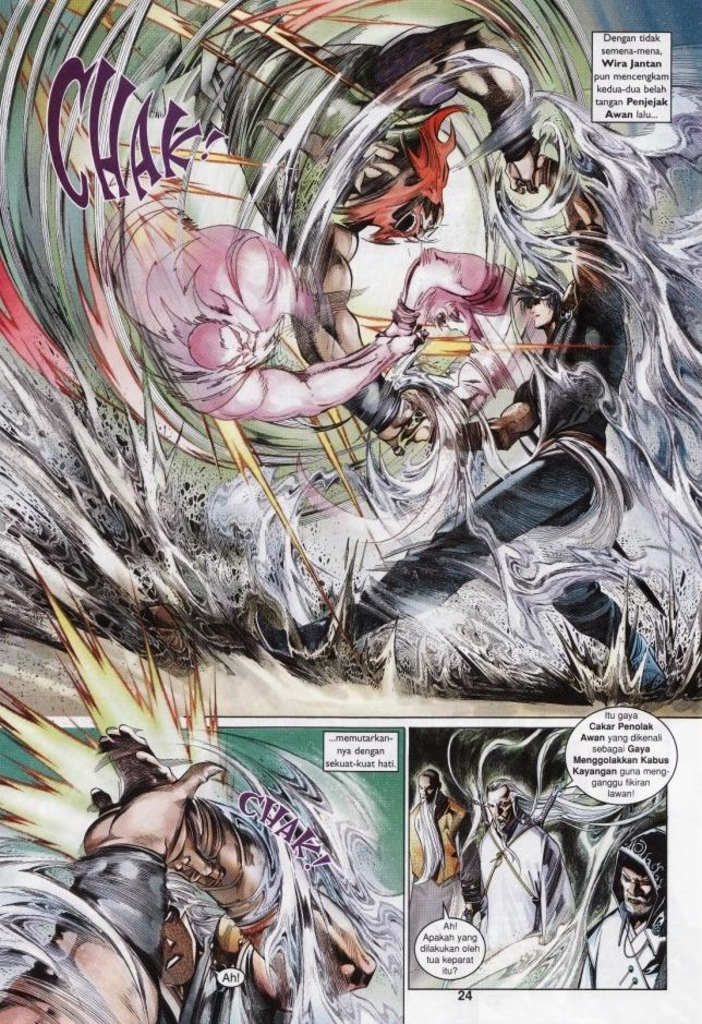 Dengan tidak
semena-mena,
Wira Jantan
pun mencengkam
kedua-dua belah
tangan Penjejak
Awan lalu...
CHAK!
...memutarkan-
nya dengan
sekuat-kuat hati.
CHAK!
Ah!
Itu gaya
Cakar Penolak
Awan yang dikenali
sebagai Gaya
Menggolakkan Kabus
Kayangan guna meng-
ganggu fikiran
lawan!
Ah!
Apakah yang
dilakukan oleh
tua keparat
itu?
24